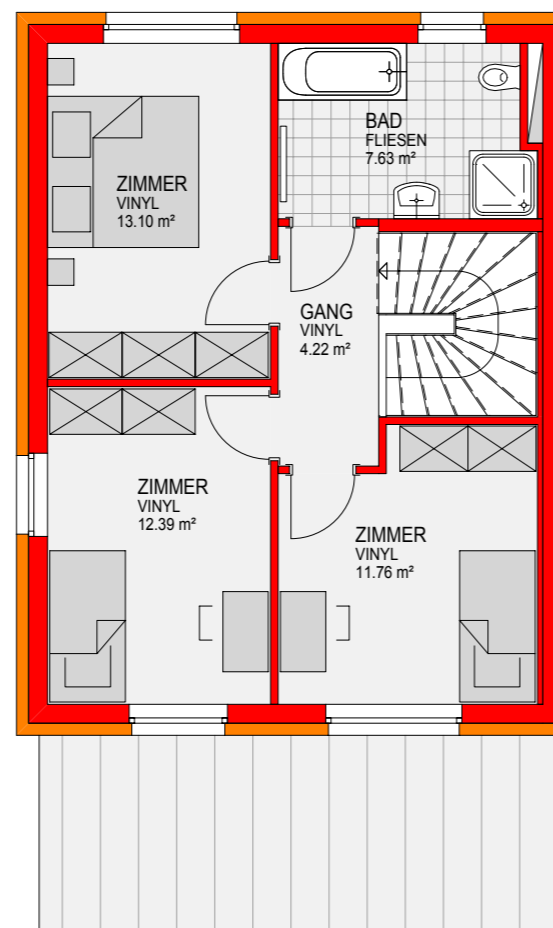 BAD
FLIESEN
7.63 m²
ZIMMER
VINYL
13.10 m²
GANG
VINYL
4.22 m²
ZIMMER
VINYL
12.39 m²
ZIMMER
VINYL
11.76 m²